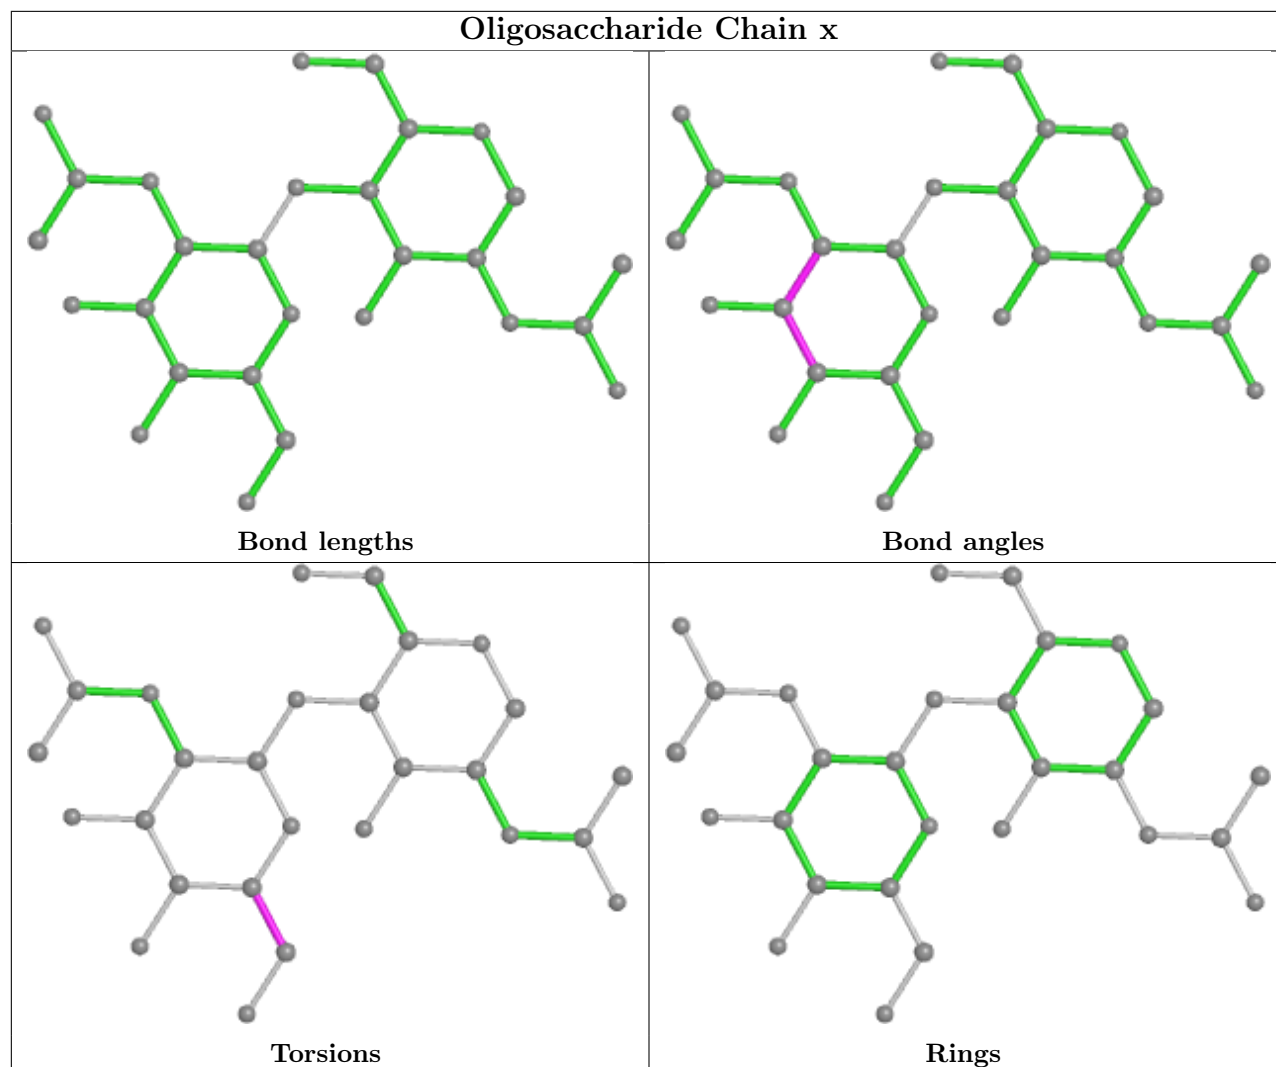 Oligosaccharide Chain x
Bond lengths
Bond angles
Torsions
Rings